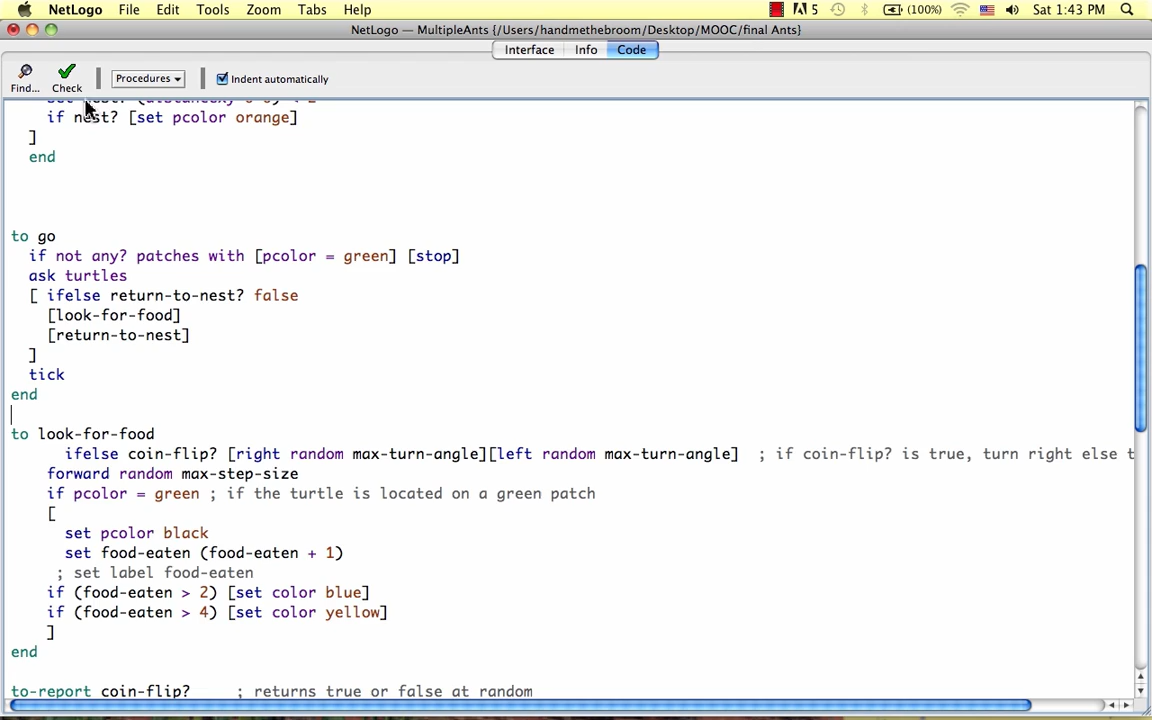 NetLogo File Edit Tools Zoom Tabs Help 5 (100%) Sat 1:43 PM
NetLogo — MultipleAnts {/Users/handmethebroom/Desktop/MOOC/final Ants}
Interface Info Code
Find... Check Procedures Indent automatically
if nest? [set pcolor orange]
]
end
to go
if not any? patches with [pcolor = green] [stop]
ask turtles
[ ifelse return-to-nest? false
[look-for-food]
[return-to-nest]
]
tick
end
to look-for-food
ifelse coin-flip? [right random max-turn-angle][left random max-turn-angle] ; if coin-flip? is true, turn right else t
forward random max-step-size
if pcolor = green ; if the turtle is located on a green patch
[
set pcolor black
set food-eaten (food-eaten + 1)
; set label food-eaten
if (food-eaten > 2) [set color blue]
if (food-eaten > 4) [set color yellow]
]
end
to-report coin-flip? ; returns true or false at random